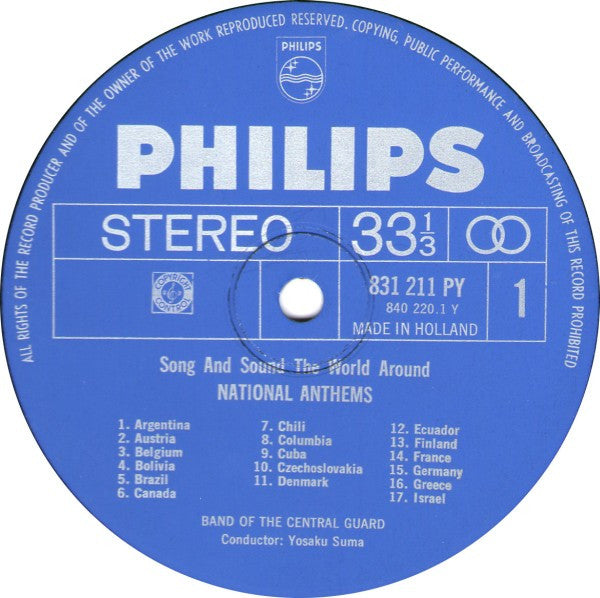 ALL RIGHTS OF THE RECORD PRODUCER AND OF THE OWNER OF THE WORK REPRODUCED RESERVED. COPYING, PUBLIC PERFORMANCE AND BROADCASTING OF THIS RECORD PROHIBITED
PHILIPS
PHILIPS
STEREO 33 1/3
COPYRIGHT CONTROL
831 211 PY 1
840 220.1 Y
MADE IN HOLLAND
Song And Sound The World Around
NATIONAL ANTHEMS
1. Argentina
2. Austria
3. Belgium
4. Bolivia
5. Brazil
6. Canada
7. Chili
8. Columbia
9. Cuba
10. Czechoslovakia
11. Denmark
12. Ecuador
13. Finland
14. France
15. Germany
16. Greece
17. Israel
BAND OF THE CENTRAL GUARD
Conductor: Yosaku Suma